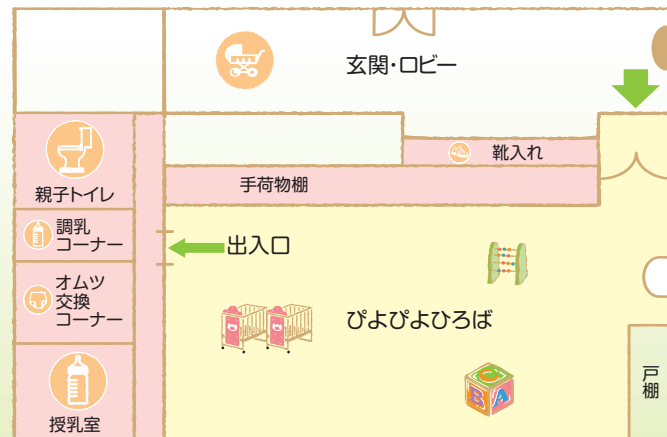 玄関・ロビー
靴入れ
手荷物棚
親子トイレ
調乳
コーナー
出入口
オムツ
交換
コーナー
ぴよぴよひろば
授乳室
戸棚
C
B
A